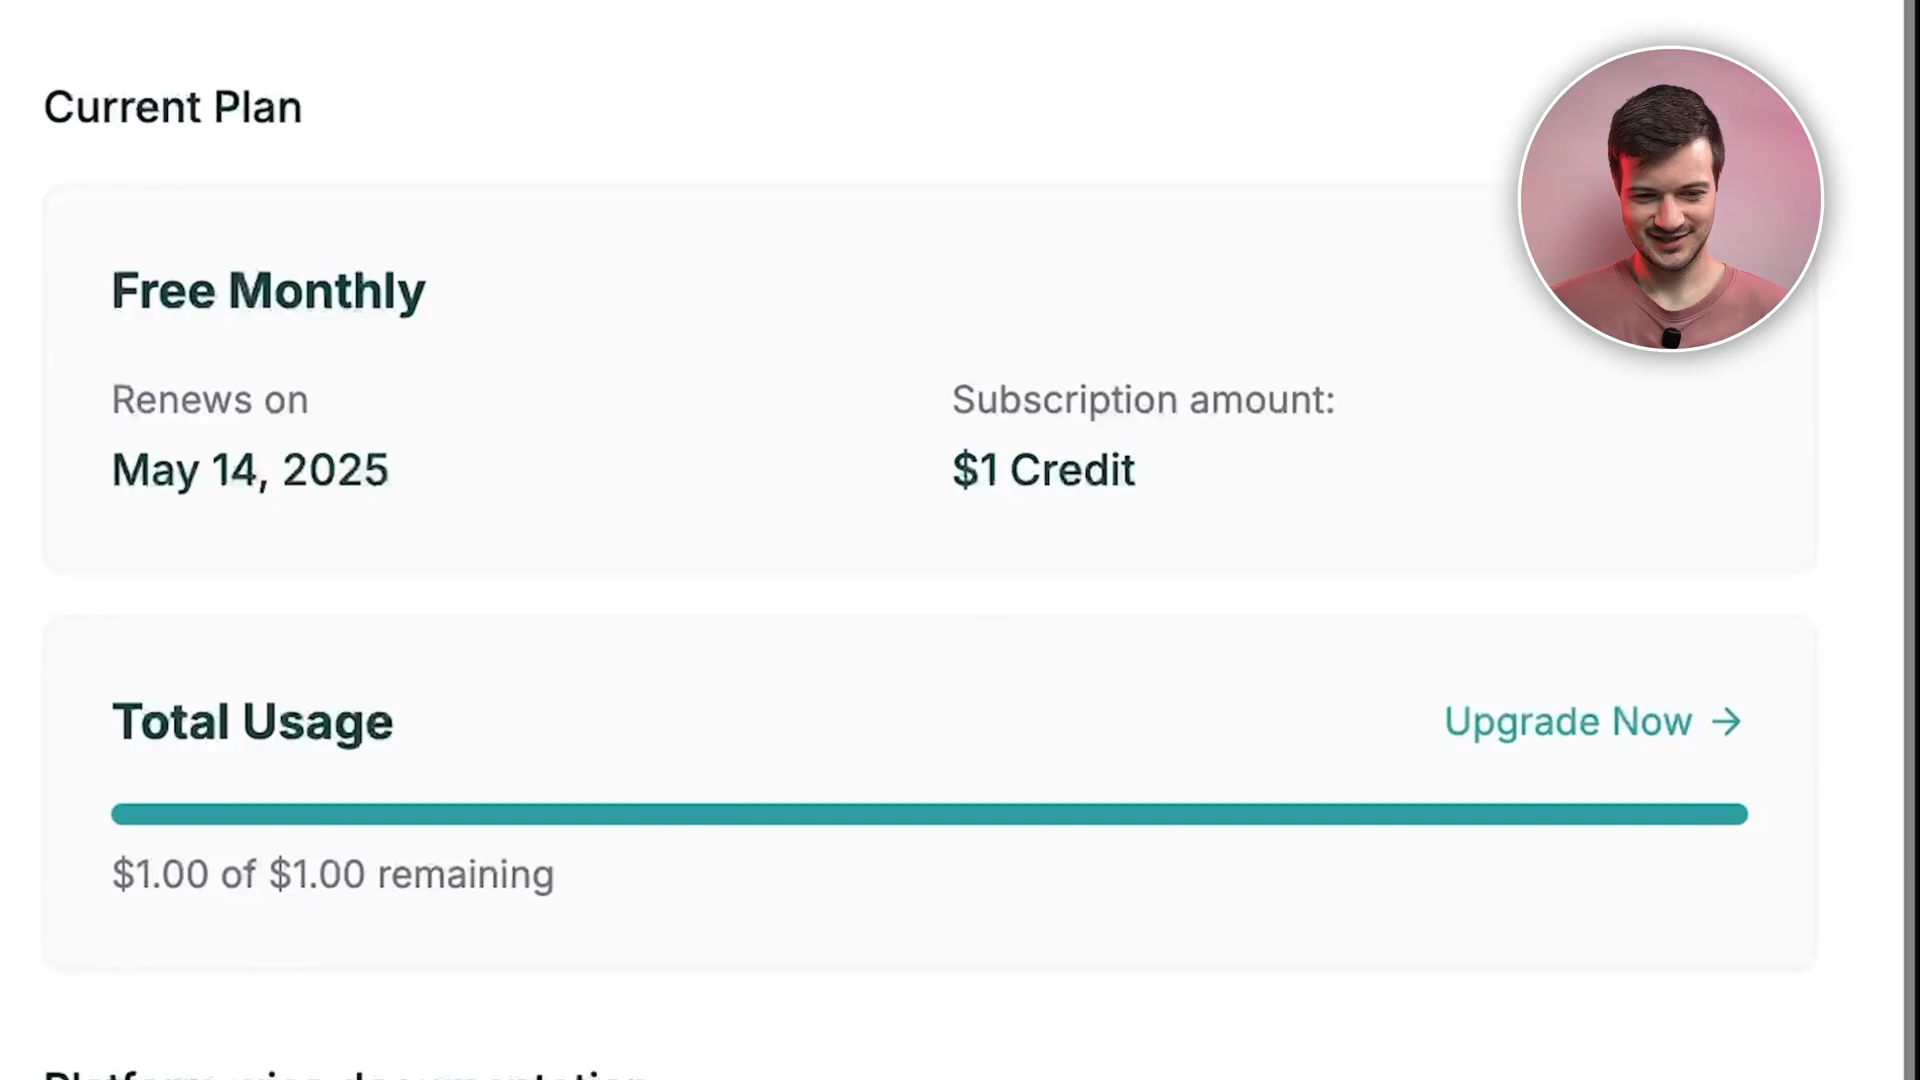 Current Plan
Free Monthly
Renews on
May 14, 2025
Subscription amount:
$1 Credit
Total Usage
Upgrade Now →
$1.00 of $1.00 remaining